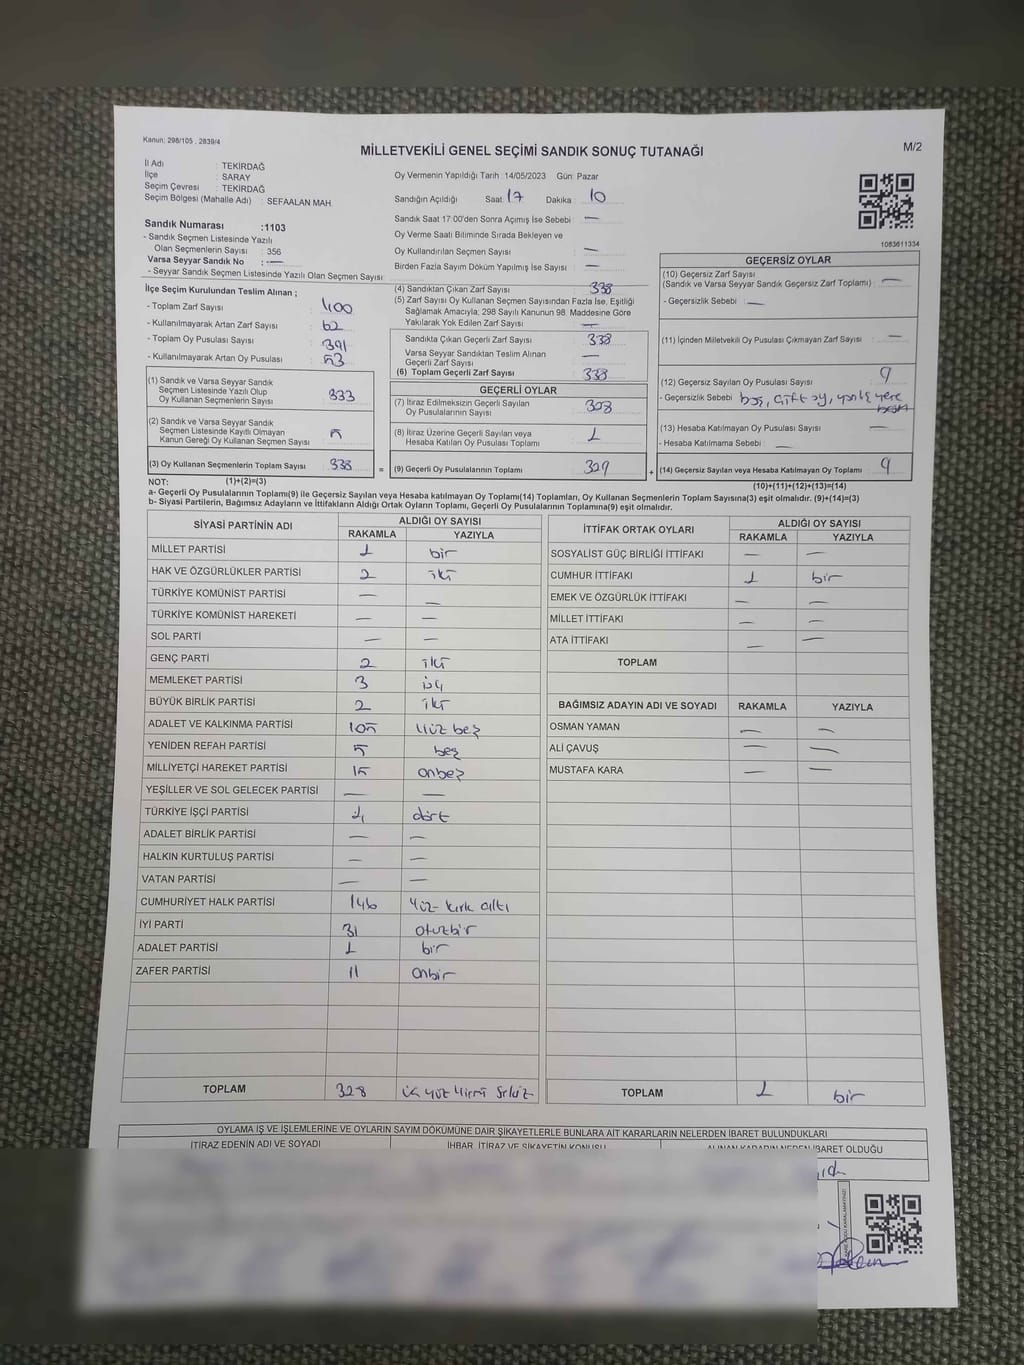 Kanun: 298/105 , 2839/4
MİLLETVEKİLİ GENEL SEÇİMİ SANDIK SONUÇ TUTANAĞI
M/2
İl Adı : TEKİRDAĞ
İlçe : SARAY
Seçim Çevresi : TEKİRDAĞ
Seçim Bölgesi (Mahalle Adı) : SEFAALAN MAH.
Oy Vermenin Yapıldığı Tarih :14/05/2023 Gün: Pazar
Sandığın Açıldığı Saat : 17 Dakika : 10
Sandık Saat 17:00'den Sonra Açımış İse Sebebi : —
Oy Verme Saati Bitiminde Sırada Bekleyen ve
Oy Kullandırılan Seçmen Sayısı : —
Birden Fazla Sayım Döküm Yapılmış İse Sayısı : —
1083611334
Sandık Numarası :1103
- Sandık Seçmen Listesinde Yazılı
Olan Seçmenlerin Sayısı : 356
Varsa Seyyar Sandık No : —
- Seyyar Sandık Seçmen Listesinde Yazılı Olan Seçmen Sayısı:
İlçe Seçim Kurulundan Teslim Alınan ;
- Toplam Zarf Sayısı : 400
- Kullanılmayarak Artan Zarf Sayısı : 62
- Toplam Oy Pusulası Sayısı : 391
- Kullanılmayarak Artan Oy Pusulası : 53
(1) Sandık ve Varsa Seyyar Sandık
Seçmen Listesinde Yazılı Olup
Oy Kullanan Seçmenlerin Sayısı : 333
(2) Sandık ve Varsa Seyyar Sandık
Seçmen Listesinde Kayıtlı Olmayan
Kanun Gereği Oy Kullanan Seçmen Sayısı : 5
(3) Oy Kullanan Seçmenlerin Toplam Sayısı : 338
(4) Sandıktan Çıkan Zarf Sayısı : 338
(5) Zarf Sayısı Oy Kullanan Seçmen Sayısından Fazla İse, Eşitliği
Sağlamak Amacıyla; 298 Sayılı Kanunun 98. Maddesine Göre
Yakılarak Yok Edilen Zarf Sayısı : —
Sandıkta Çıkan Geçerli Zarf Sayısı : 338
Varsa Seyyar Sandıktan Teslim Alınan
Geçerli Zarf Sayısı : —
(6) Toplam Geçerli Zarf Sayısı : 338
GEÇERLİ OYLAR
(7) İtiraz Edilmeksizin Geçerli Sayılan
Oy Pusulalarının Sayısı : 328
(8) İtiraz Üzerine Geçerli Sayılan veya
Hesaba Katılan Oy Pusulası Toplamı : 1
= (9) Geçerli Oy Pusulalarının Toplamı : 329
GEÇERSİZ OYLAR
(10) Geçersiz Zarf Sayısı
(Sandık ve Varsa Seyyar Sandık Geçersiz Zarf Toplamı) : —
- Geçersizlik Sebebi : —
(11) İçinden Milletvekili Oy Pusulası Çıkmayan Zarf Sayısı : —
(12) Geçersiz Sayılan Oy Pusulası Sayısı : 9
- Geçersizlik Sebebi : boş, çift oy, yanlış yere
(13) Hesaba Katılmayan Oy Pusulası Sayısı : —
- Hesaba Katılmama Sebebi : —
+ (14) Geçersiz Sayılan veya Hesaba Katılmayan Oy Toplamı : 9
NOT: (1)+(2)=(3)
(10)+(11)+(12)+(13)=(14)
a- Geçerli Oy Pusulalarının Toplamı(9) ile Geçersiz Sayılan veya Hesaba katılmayan Oy Toplamı(14) Toplamları, Oy Kullanan Seçmenlerin Toplam Sayısına(3) eşit olmalıdır. (9)+(14)=(3)
b- Siyasi Partilerin, Bağımsız Adayların ve İttifakların Aldığı Ortak Oyların Toplamı, Geçerli Oy Pusulalarının Toplamına(9) eşit olmalıdır.
SİYASİ PARTİNİN ADI ALDIĞI OY SAYISI
RAKAMLA YAZIYLA
MİLLET PARTİSİ 1 bir
HAK VE ÖZGÜRLÜKLER PARTİSİ 2 iki
TÜRKİYE KOMÜNİST PARTİSİ — —
TÜRKİYE KOMÜNİST HAREKETİ — —
SOL PARTİ — —
GENÇ PARTİ 2 iki
MEMLEKET PARTİSİ 3 üç
BÜYÜK BİRLİK PARTİSİ 2 iki
ADALET VE KALKINMA PARTİSİ 105 yüz beş
YENİDEN REFAH PARTİSİ 5 beş
MİLLİYETÇİ HAREKET PARTİSİ 15 onbeş
YEŞİLLER VE SOL GELECEK PARTİSİ — —
TÜRKİYE İŞÇİ PARTİSİ 4 dört
ADALET BİRLİK PARTİSİ — —
HALKIN KURTULUŞ PARTİSİ — —
VATAN PARTİSİ — —
CUMHURİYET HALK PARTİSİ 146 yüz-kırk altı
İYİ PARTİ 31 otuzbir
ADALET PARTİSİ 1 bir
ZAFER PARTİSİ 11 onbir
TOPLAM 328 üç yüz yirmi sekiz
İTTİFAK ORTAK OYLARI ALDIĞI OY SAYISI
RAKAMLA YAZIYLA
SOSYALİST GÜÇ BİRLİĞİ İTTİFAKI — —
CUMHUR İTTİFAKI 1 bir
EMEK VE ÖZGÜRLÜK İTTİFAKI — —
MİLLET İTTİFAKI — —
ATA İTTİFAKI — —
TOPLAM
BAĞIMSIZ ADAYIN ADI VE SOYADI RAKAMLA YAZIYLA
OSMAN YAMAN — —
ALİ ÇAVUŞ — —
MUSTAFA KARA — —
TOPLAM 1 bir
OYLAMA İŞ VE İŞLEMLERİNE VE OYLARIN SAYIM DÖKÜMÜNE DAİR ŞİKAYETLERLE BUNLARA AİT KARARLARIN NELERDEN İBARET BULUNDUKLARI
İTİRAZ EDENİN ADI VE SOYADI İHBAR, İTİRAZ VE ŞİKAYETİN KONUSU ALINAN KARARIN NEDEN İBARET OLDUĞU